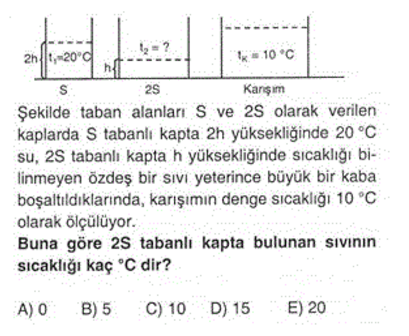 2h t₁=20°C
h t₂ = ?
tK = 10 °C
S 2S Karışım
Şekilde taban alanları S ve 2S olarak verilen
kaplarda S tabanlı kapta 2h yüksekliğinde 20 °C
su, 2S tabanlı kapta h yüksekliğinde sıcaklığı bi-
linmeyen özdeş bir sıvı yeterince büyük bir kaba
boşaltıldıklarında, karışımın denge sıcaklığı 10 °C
olarak ölçülüyor.
Buna göre 2S tabanlı kapta bulunan sıvının
sıcaklığı kaç °C dir?
A) 0 B) 5 C) 10 D) 15 E) 20